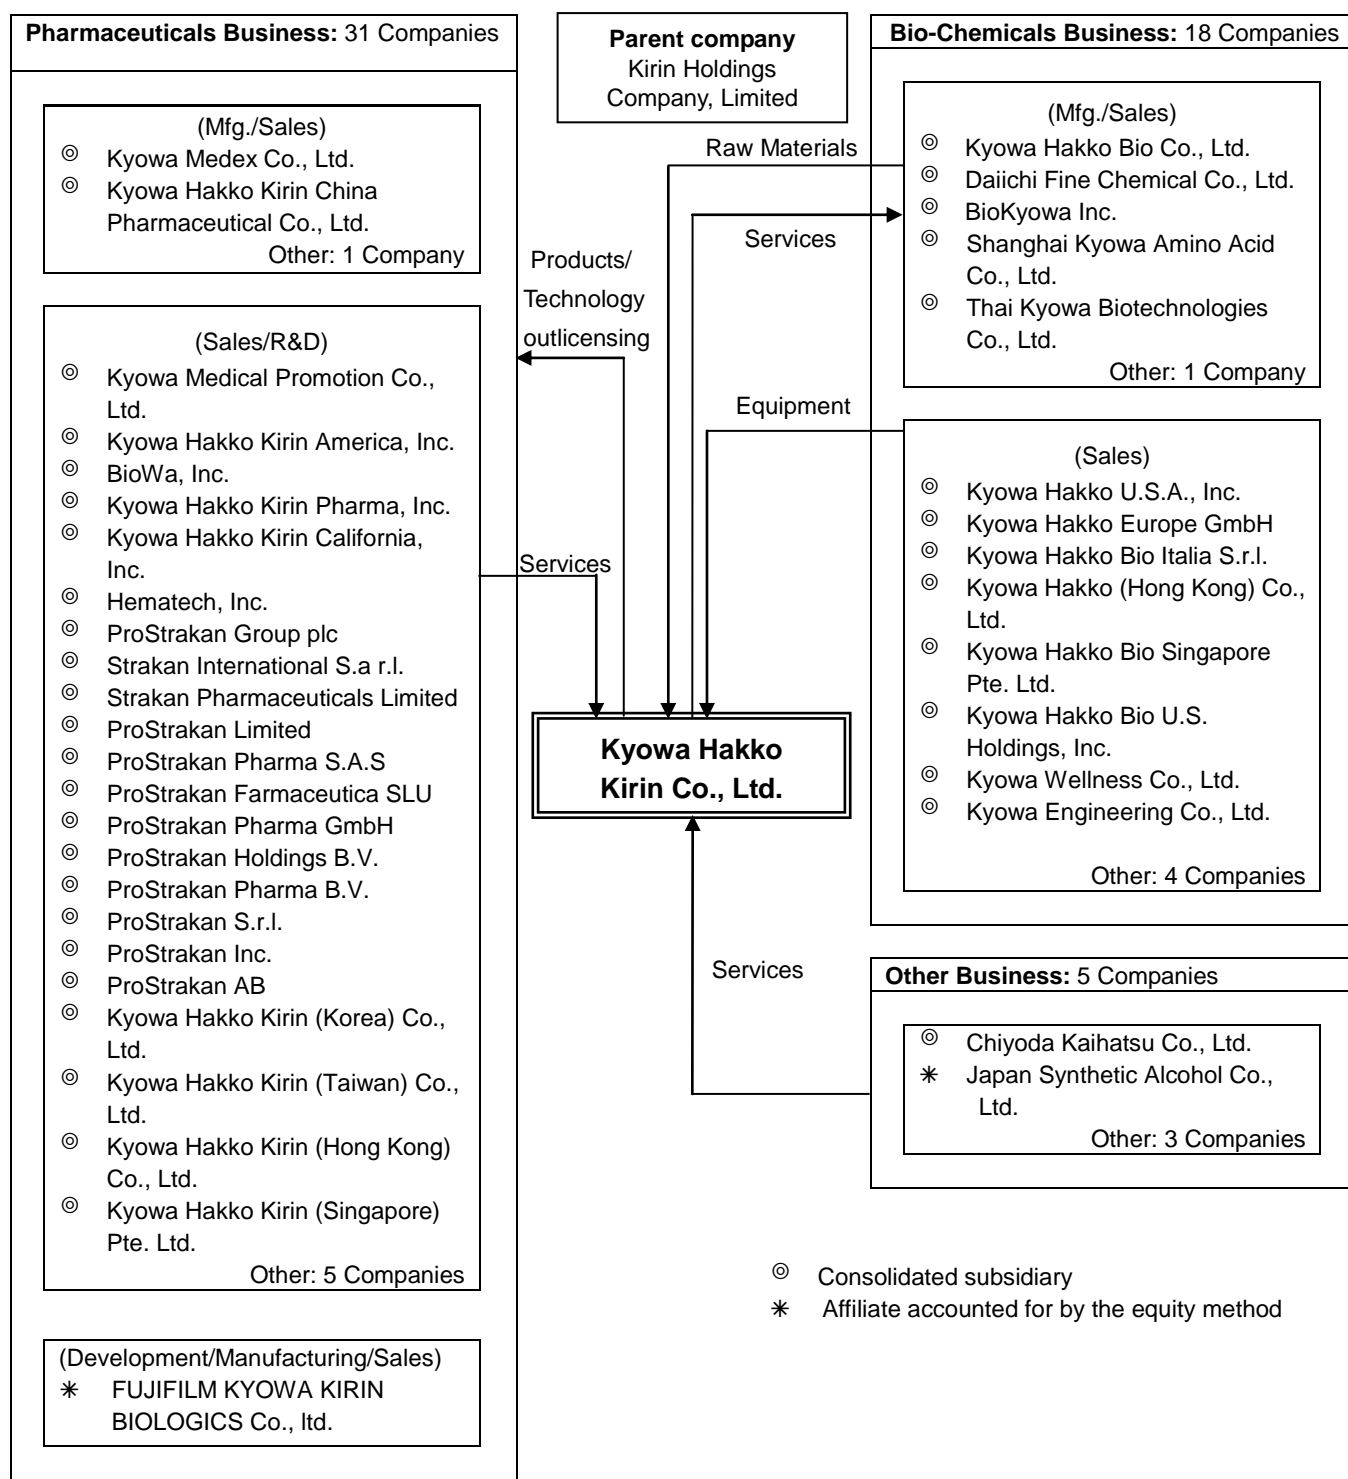 Pharmaceuticals Business: 31 Companies
(Mfg./Sales)
◎ Kyowa Medex Co., Ltd.
◎ Kyowa Hakko Kirin China
Pharmaceutical Co., Ltd.
Other: 1 Company
(Sales/R&D)
◎ Kyowa Medical Promotion Co.,
Ltd.
◎ Kyowa Hakko Kirin America, Inc.
◎ BioWa, Inc.
◎ Kyowa Hakko Kirin Pharma, Inc.
◎ Kyowa Hakko Kirin California,
Inc.
◎ Hematech, Inc.
◎ ProStrakan Group plc
◎ Strakan International S.a r.l.
◎ Strakan Pharmaceuticals Limited
◎ ProStrakan Limited
◎ ProStrakan Pharma S.A.S
◎ ProStrakan Farmaceutica SLU
◎ ProStrakan Pharma GmbH
◎ ProStrakan Holdings B.V.
◎ ProStrakan Pharma B.V.
◎ ProStrakan S.r.l.
◎ ProStrakan Inc.
◎ ProStrakan AB
◎ Kyowa Hakko Kirin (Korea) Co.,
Ltd.
◎ Kyowa Hakko Kirin (Taiwan) Co.,
Ltd.
◎ Kyowa Hakko Kirin (Hong Kong)
Co., Ltd.
◎ Kyowa Hakko Kirin (Singapore)
Pte. Ltd.
Other: 5 Companies
(Development/Manufacturing/Sales)
✳ FUJIFILM KYOWA KIRIN
BIOLOGICS Co., ltd.
Parent company
Kirin Holdings
Company, Limited
Raw Materials
Services
Products/
Technology
outlicensing
Equipment
Services
Kyowa Hakko
Kirin Co., Ltd.
Services
Bio-Chemicals Business: 18 Companies
(Mfg./Sales)
◎ Kyowa Hakko Bio Co., Ltd.
◎ Daiichi Fine Chemical Co., Ltd.
◎ BioKyowa Inc.
◎ Shanghai Kyowa Amino Acid
Co., Ltd.
◎ Thai Kyowa Biotechnologies
Co., Ltd.
Other: 1 Company
(Sales)
◎ Kyowa Hakko U.S.A., Inc.
◎ Kyowa Hakko Europe GmbH
◎ Kyowa Hakko Bio Italia S.r.l.
◎ Kyowa Hakko (Hong Kong) Co.,
Ltd.
◎ Kyowa Hakko Bio Singapore
Pte. Ltd.
◎ Kyowa Hakko Bio U.S.
Holdings, Inc.
◎ Kyowa Wellness Co., Ltd.
◎ Kyowa Engineering Co., Ltd.
Other: 4 Companies
Other Business: 5 Companies
◎ Chiyoda Kaihatsu Co., Ltd.
✳ Japan Synthetic Alcohol Co.,
Ltd.
Other: 3 Companies
◎ Consolidated subsidiary
✳ Affiliate accounted for by the equity method